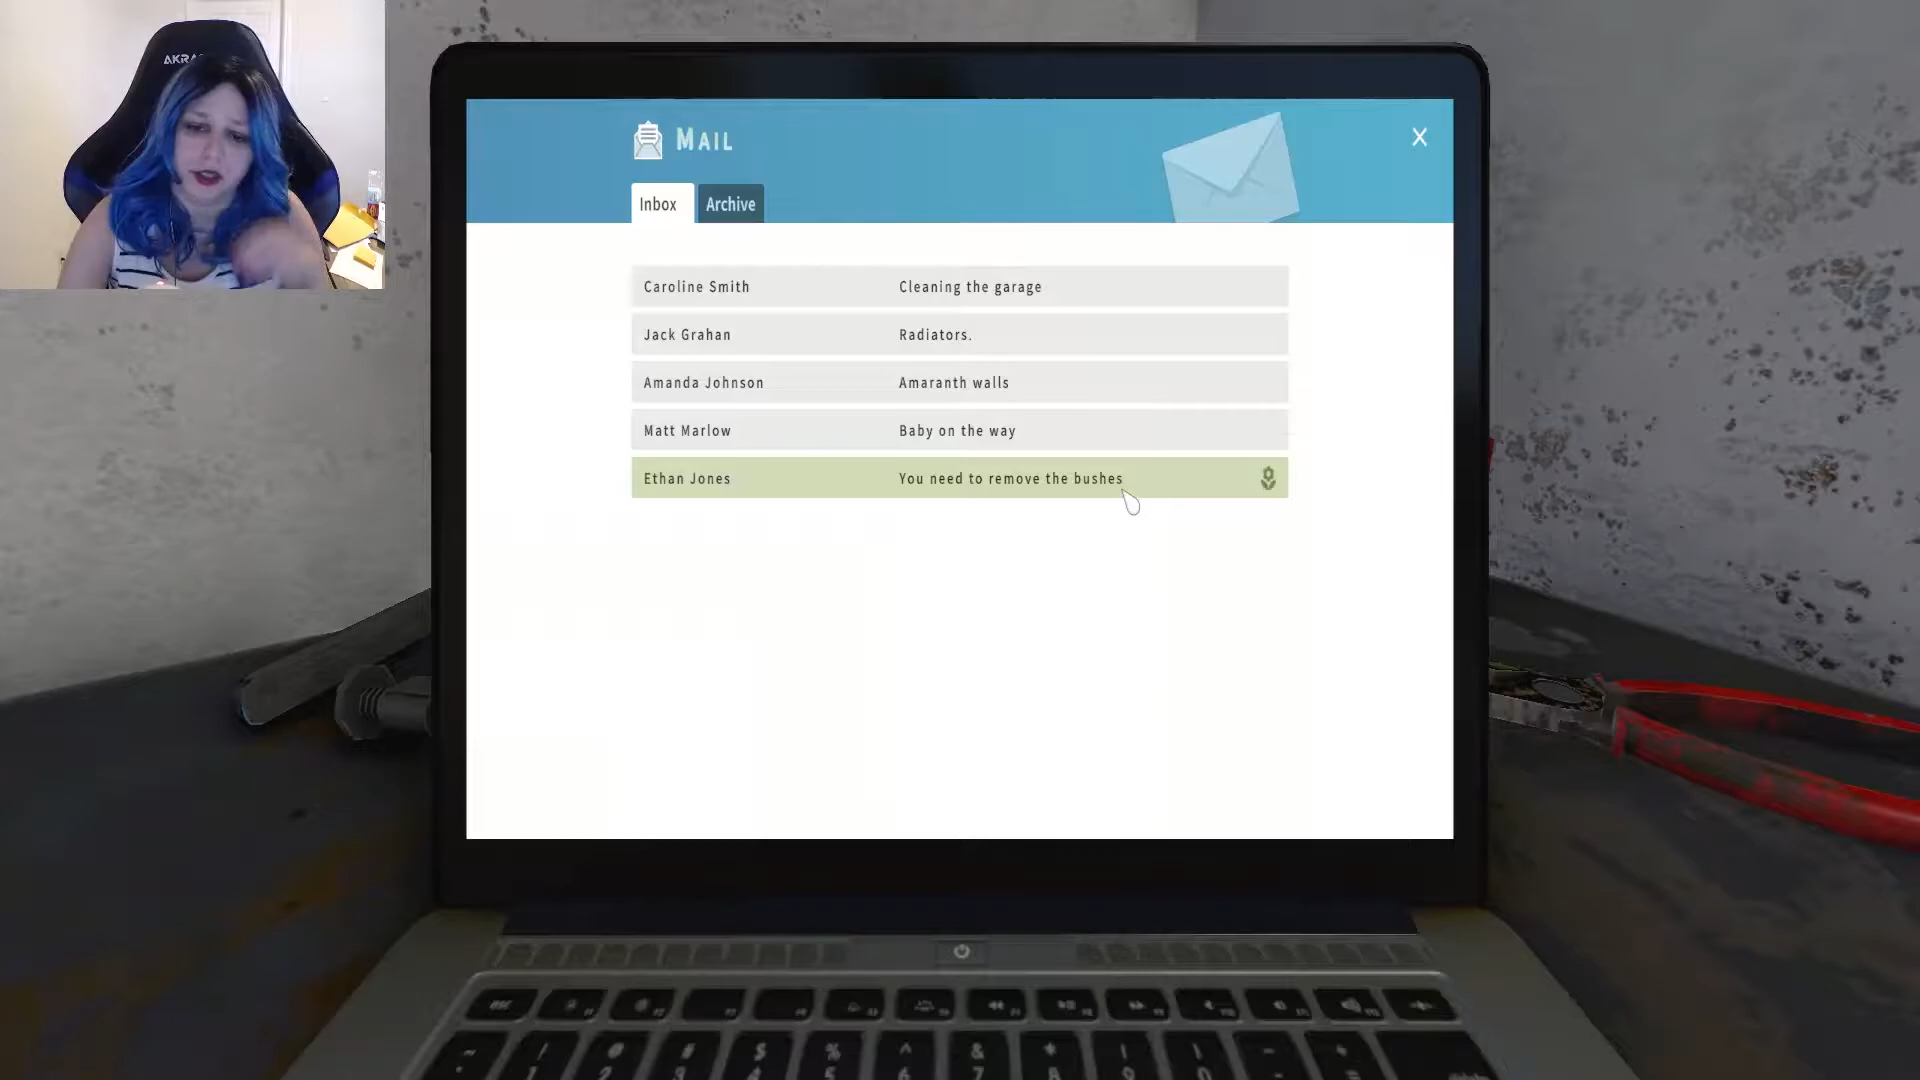 MAIL
X
Inbox
Archive
Caroline Smith Cleaning the garage
Jack Grahan Radiators.
Amanda Johnson Amaranth walls
Matt Marlow Baby on the way
Ethan Jones You need to remove the bushes